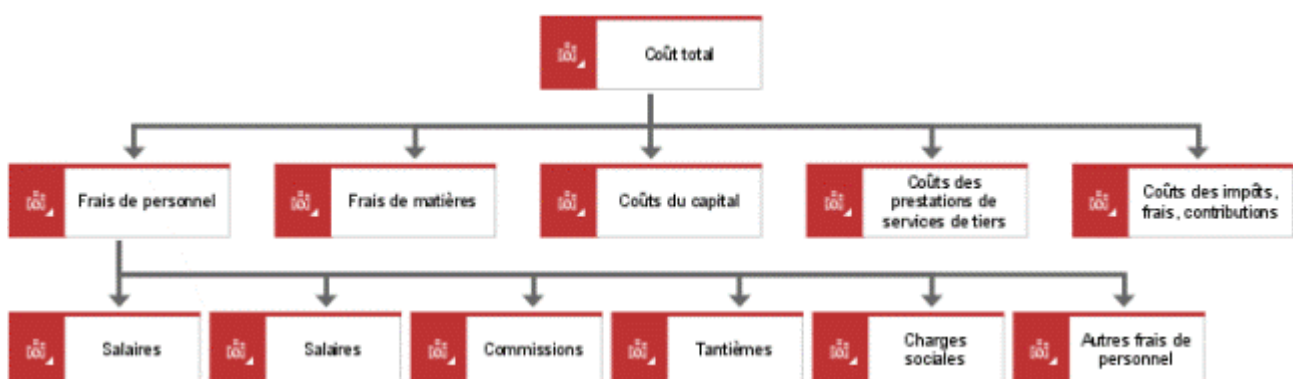 Coût total
Frais de personnel
Frais de matières
Coûts du capital
Coûts des
prestations de
services de tiers
Coûts des impôts,
frais, contributions
Salaires
Salaires
Commissions
Tantièmes
Charges
sociales
Autres frais de
personnel